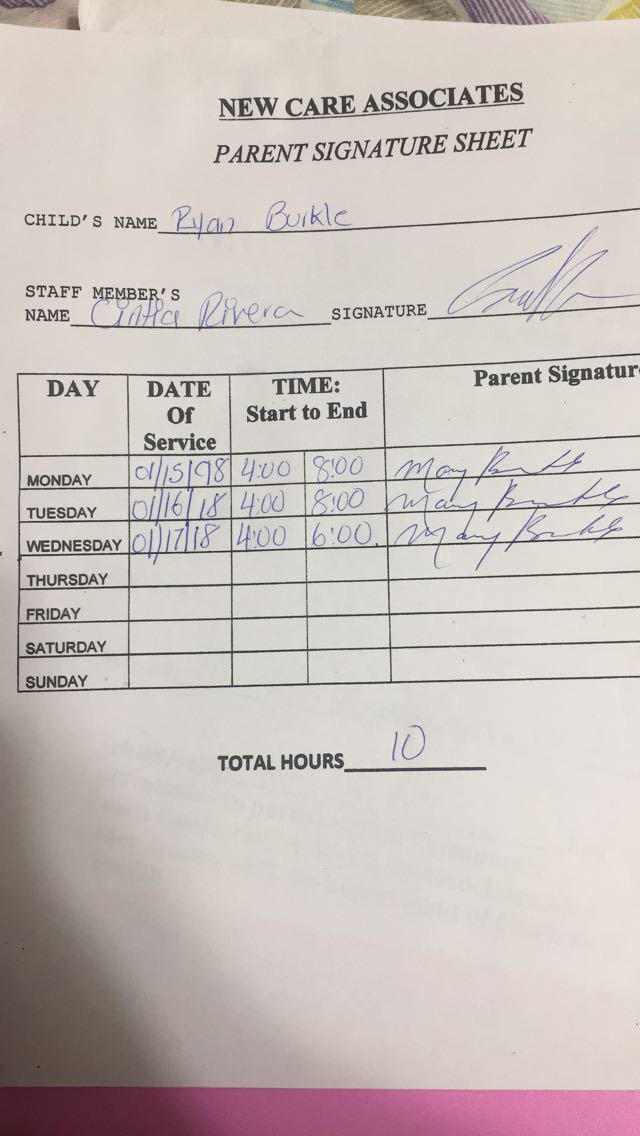 NEW CARE ASSOCIATES
PARENT SIGNATURE SHEET
CHILD'S NAME Ryan Burkle
STAFF MEMBER'S
NAME Cintia Rivera SIGNATURE
DAY DATE Of Service TIME: Start to End Parent Signatur
MONDAY 01/15/98 4:00 8:00 Mary Burkle
TUESDAY 01/16/18 4:00 8:00 Mary Burkle
WEDNESDAY 01/17/18 4:00 6:00 Mary Burkle
THURSDAY
FRIDAY
SATURDAY
SUNDAY
TOTAL HOURS 10